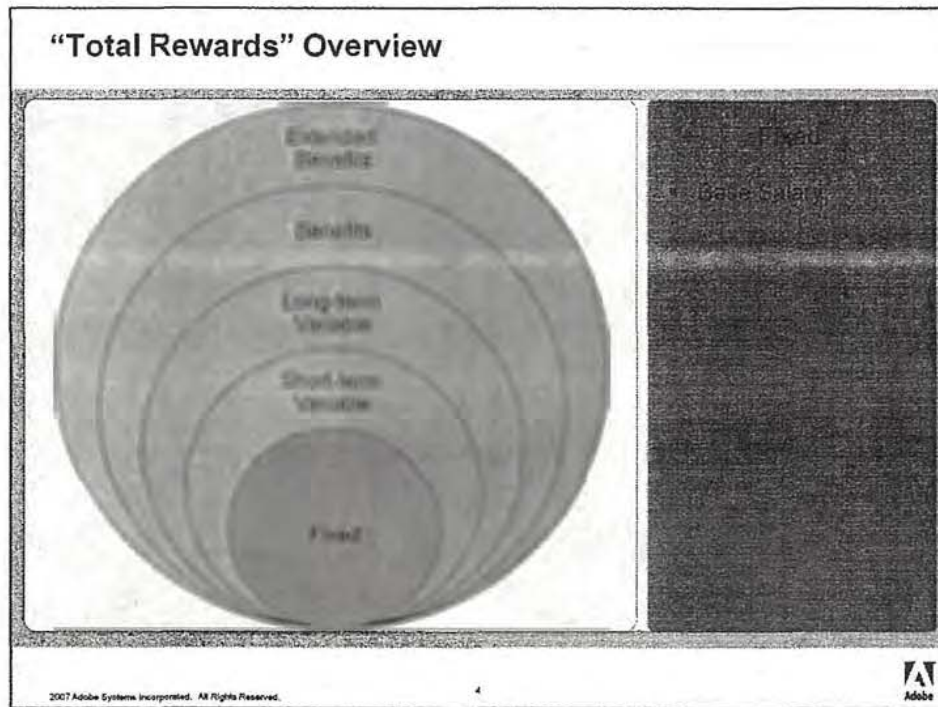 "Total Rewards" Overview
Extended
Benefits
Benefits
Long-term
Variable
Short-term
Variable
Fixed
Fixed
• Base Salary
2007 Adobe Systems Incorporated. All Rights Reserved.
4
Adobe